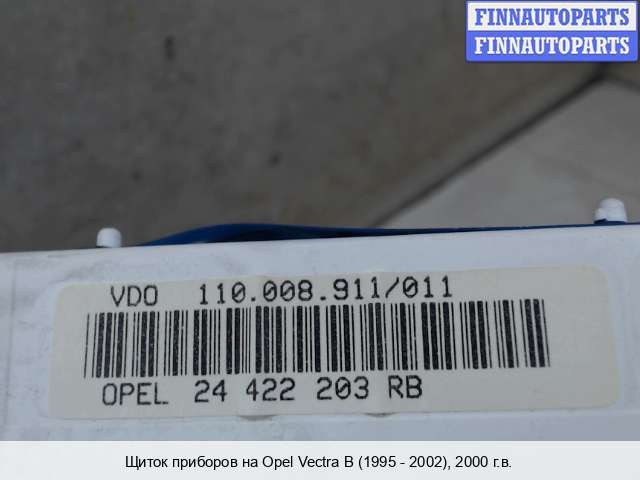 FINNAUTOPARTS
FINNAUTOPARTS
VDO 110.008.911/011
OPEL 24 422 203 RB
Щиток приборов на Opel Vectra B (1995 - 2002), 2000 г.в.